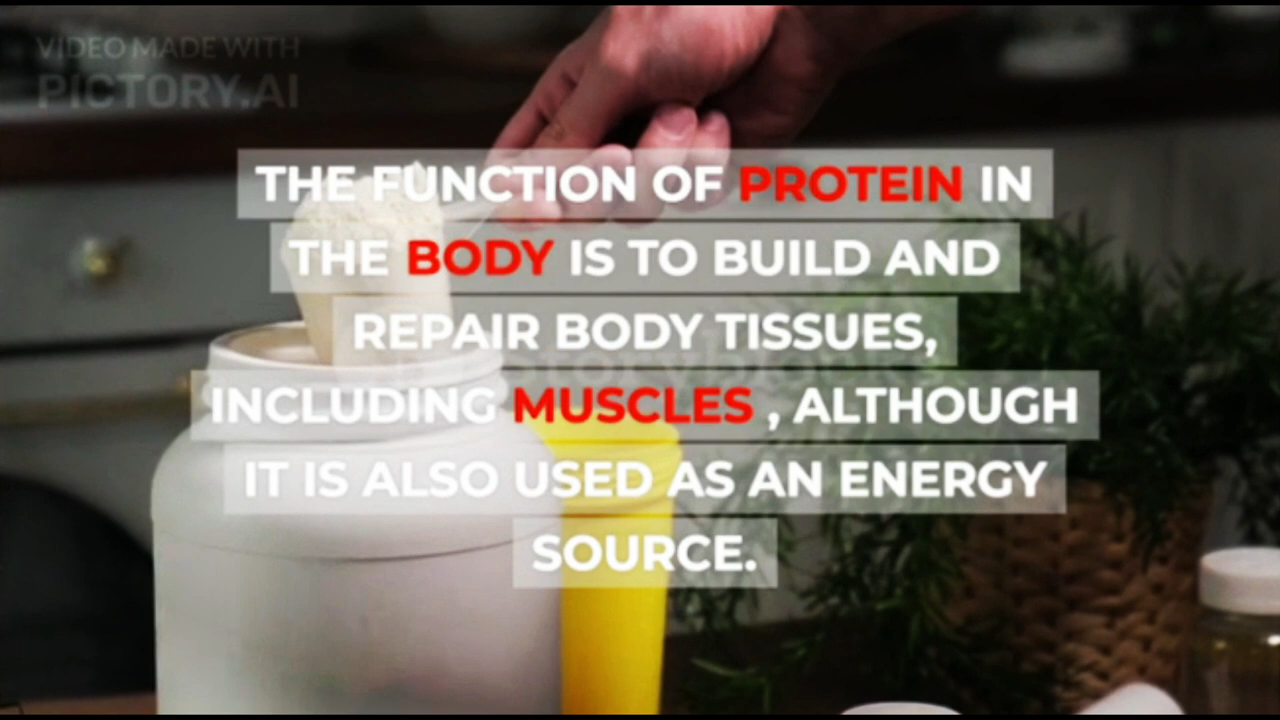 VIDEO MADE WITH
PICTORY.AI
THE FUNCTION OF PROTEIN IN
THE BODY IS TO BUILD AND
REPAIR BODY TISSUES,
INCLUDING MUSCLES , ALTHOUGH
IT IS ALSO USED AS AN ENERGY
SOURCE.